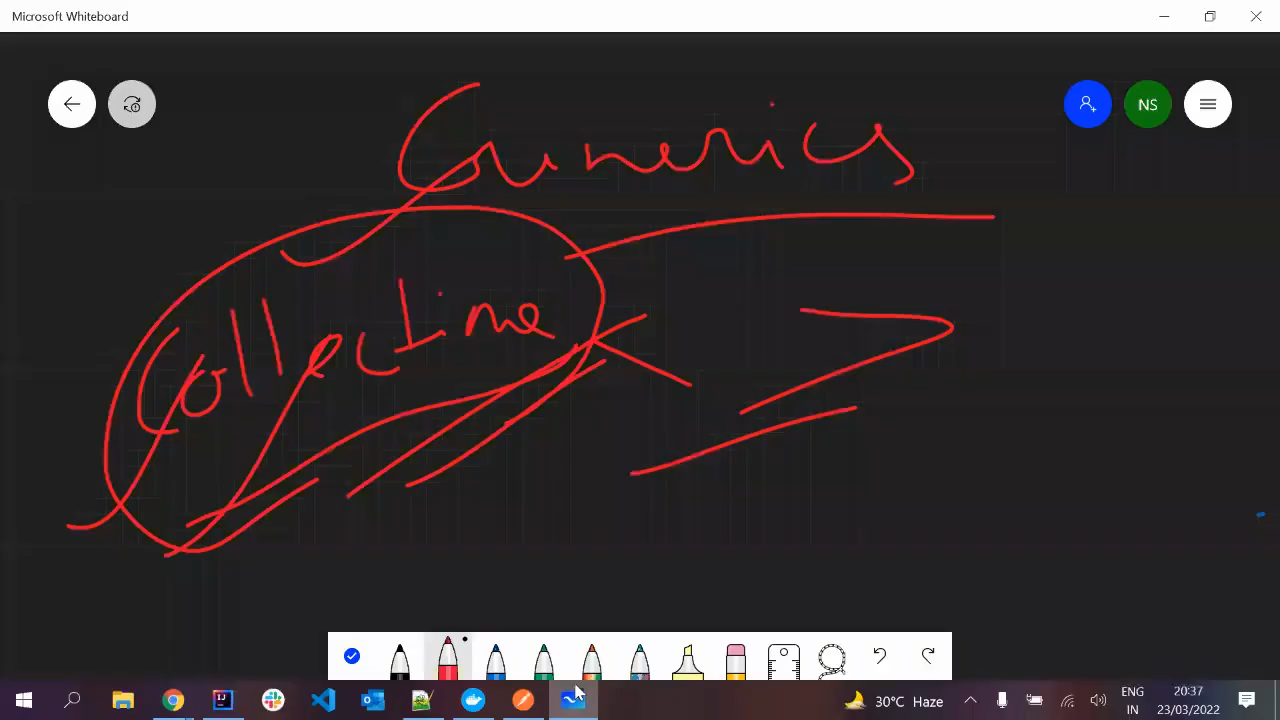 Microsoft Whiteboard
NS
Generics
Collection
30°C Haze
ENG
IN
20:37
23/03/2022